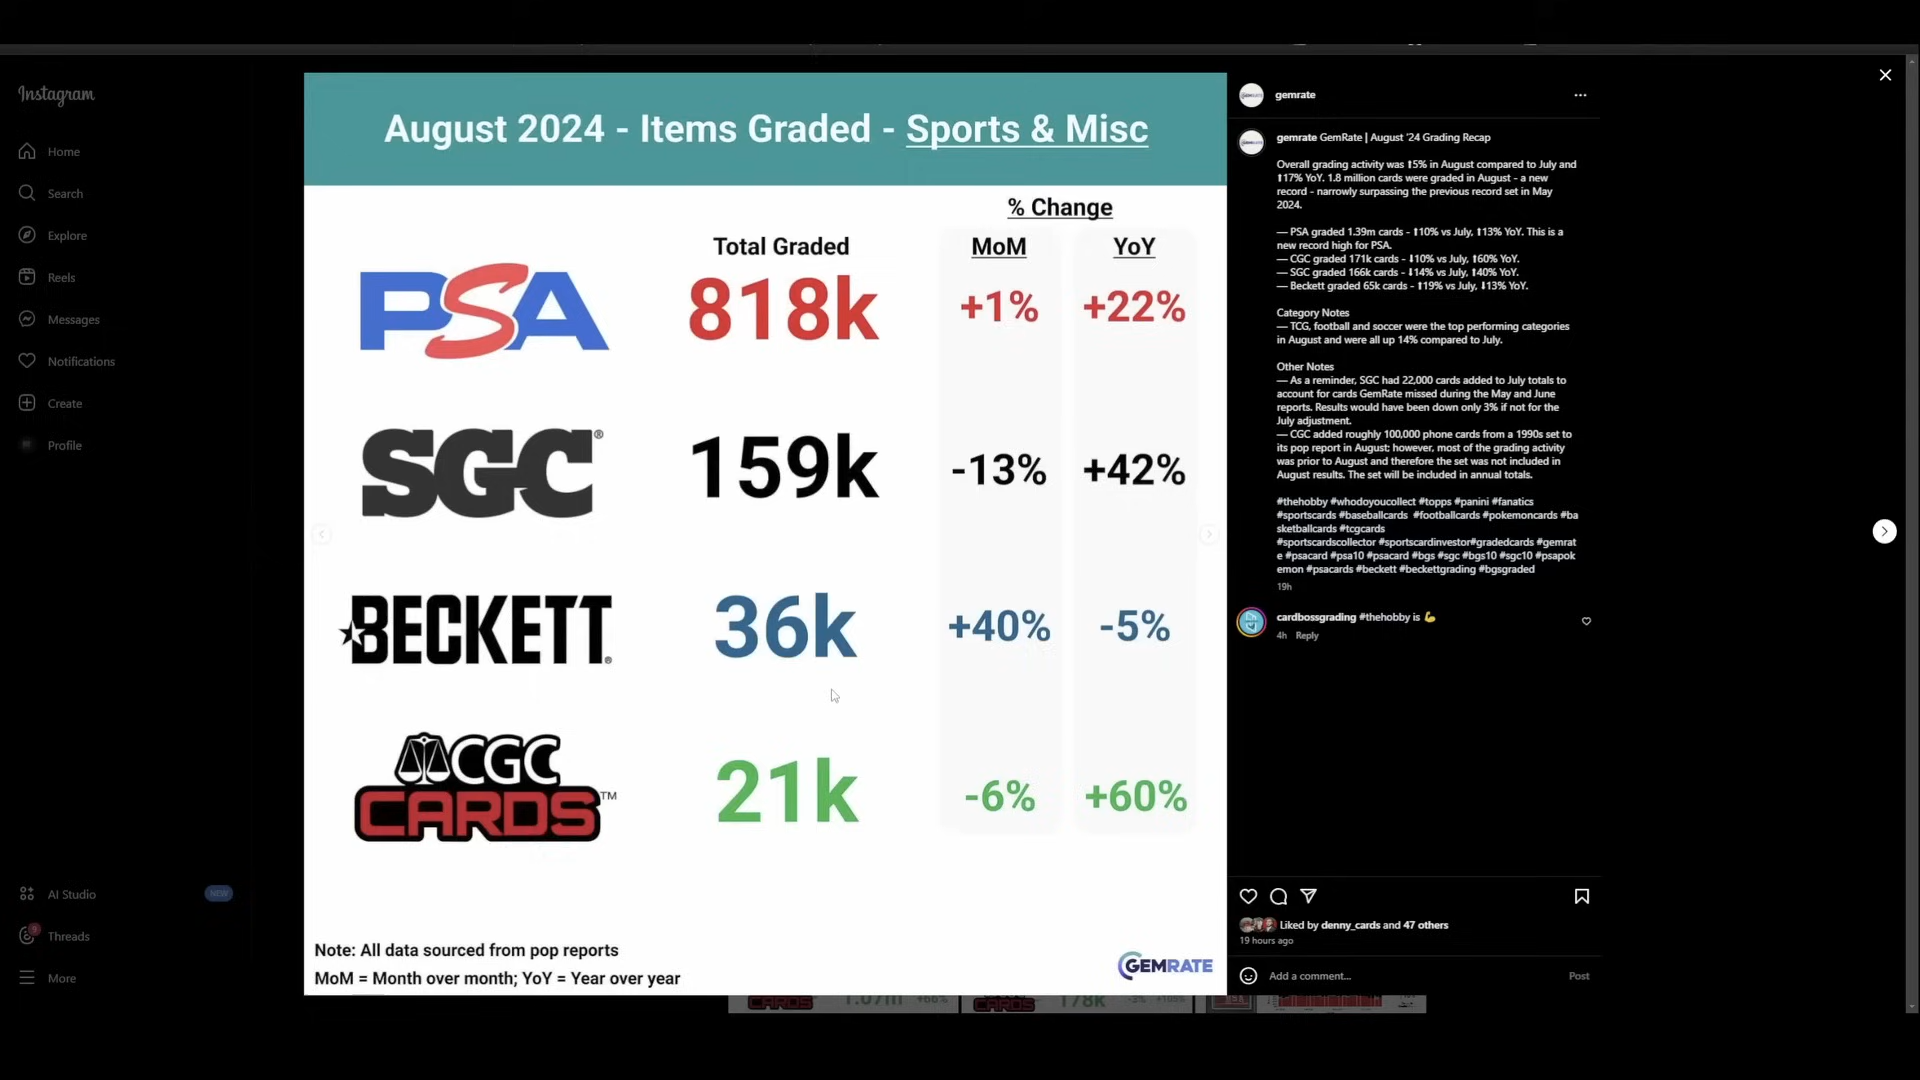 Instagram
Home
Search
Explore
Reels
Messages
Notifications
Create
Profile
AI Studio
NEW
9
Threads
More
August 2024 - Items Graded - Sports & Misc
% Change
Total Graded
MoM
YoY
PSA
818k
+1%
+22%
SGC®
159k
-13%
+42%
BECKETT®
36k
+40%
-5%
CGC
CARDS™
21k
-6%
+60%
Note: All data sourced from pop reports
MoM = Month over month; YoY = Year over year
GEMRATE
CARDS
1.07m
+66%
CARDS
178k
-3%
gemrate
gemrate GemRate | August '24 Grading Recap
Overall grading activity was ⬆5% in August compared to July and
⬆17% YoY. 1.8 million cards were graded in August - a new
record - narrowly surpassing the previous record set in May
2024.
— PSA graded 1.39m cards - ⬆10% vs July, ⬆13% YoY. This is a
new record high for PSA.
— CGC graded 171k cards - ⬇10% vs July, ⬆60% YoY.
— SGC graded 166k cards - ⬇14% vs July, ⬆40% YoY.
— Beckett graded 65k cards - ⬆19% vs July, ⬇13% YoY.
Category Notes
— TCG, football and soccer were the top performing categories
in August and were all up 14% compared to July.
Other Notes
— As a reminder, SGC had 22,000 cards added to July totals to
account for cards GemRate missed during the May and June
reports. Results would have been down only 3% if not for the
July adjustment.
— CGC added roughly 100,000 phone cards from a 1990s set to
its pop report in August; however, most of the grading activity
was prior to August and therefore the set was not included in
August results. The set will be included in annual totals.
#thehobby #whodoyoucollect #topps #panini #fanatics
#sportscards #baseballcards #footballcards #pokemoncards #ba
sketballcards #tcgcards
#sportscardscollector #sportscardinvestor#gradedcards #gemrat
e #psacard #psa10 #psacard #bgs #sgc #bgs10 #sgc10 #psapok
emon #psacards #beckett #beckettgrading #bgsgraded
19h
cardbossgrading #thehobby is 💪
4h Reply
Liked by denny_cards and 47 others
19 hours ago
Add a comment...
Post